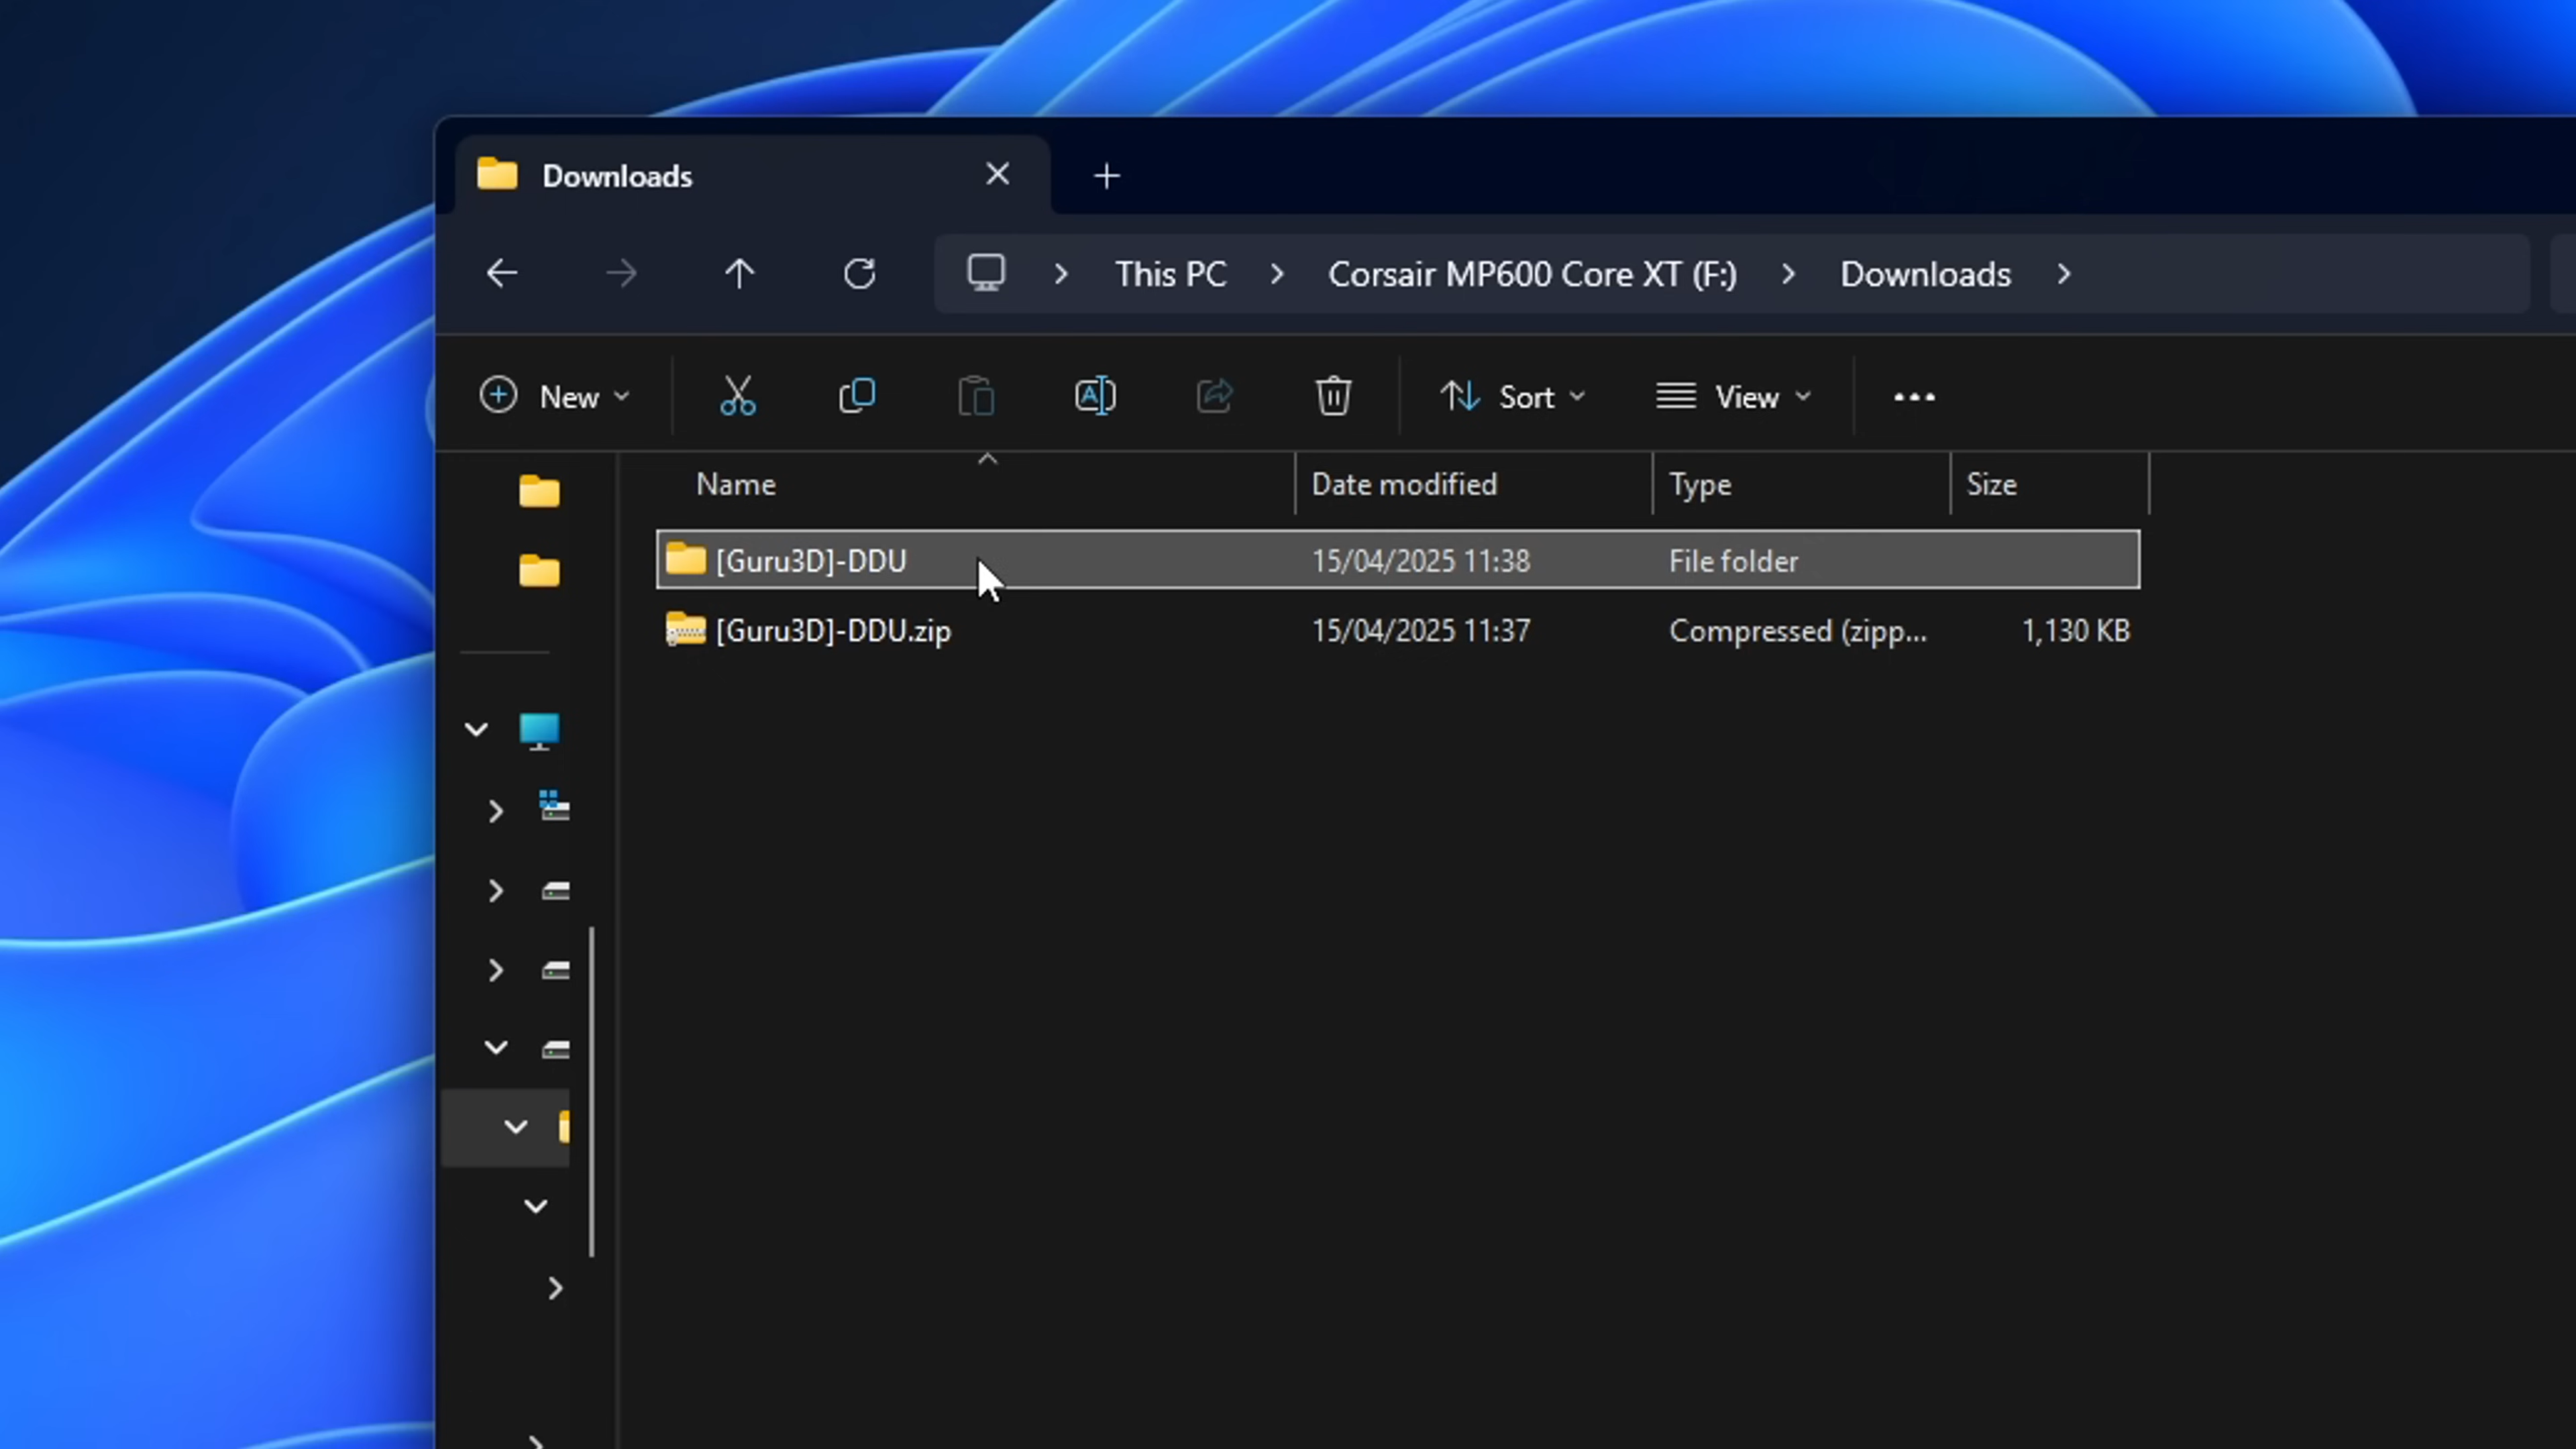 Downloads
This PC > Corsair MP600 Core XT (F:) > Downloads >
New Sort View
Name Date modified Type Size
[Guru3D]-DDU 15/04/2025 11:38 File folder
[Guru3D]-DDU.zip 15/04/2025 11:37 Compressed (zipp... 1,130 KB